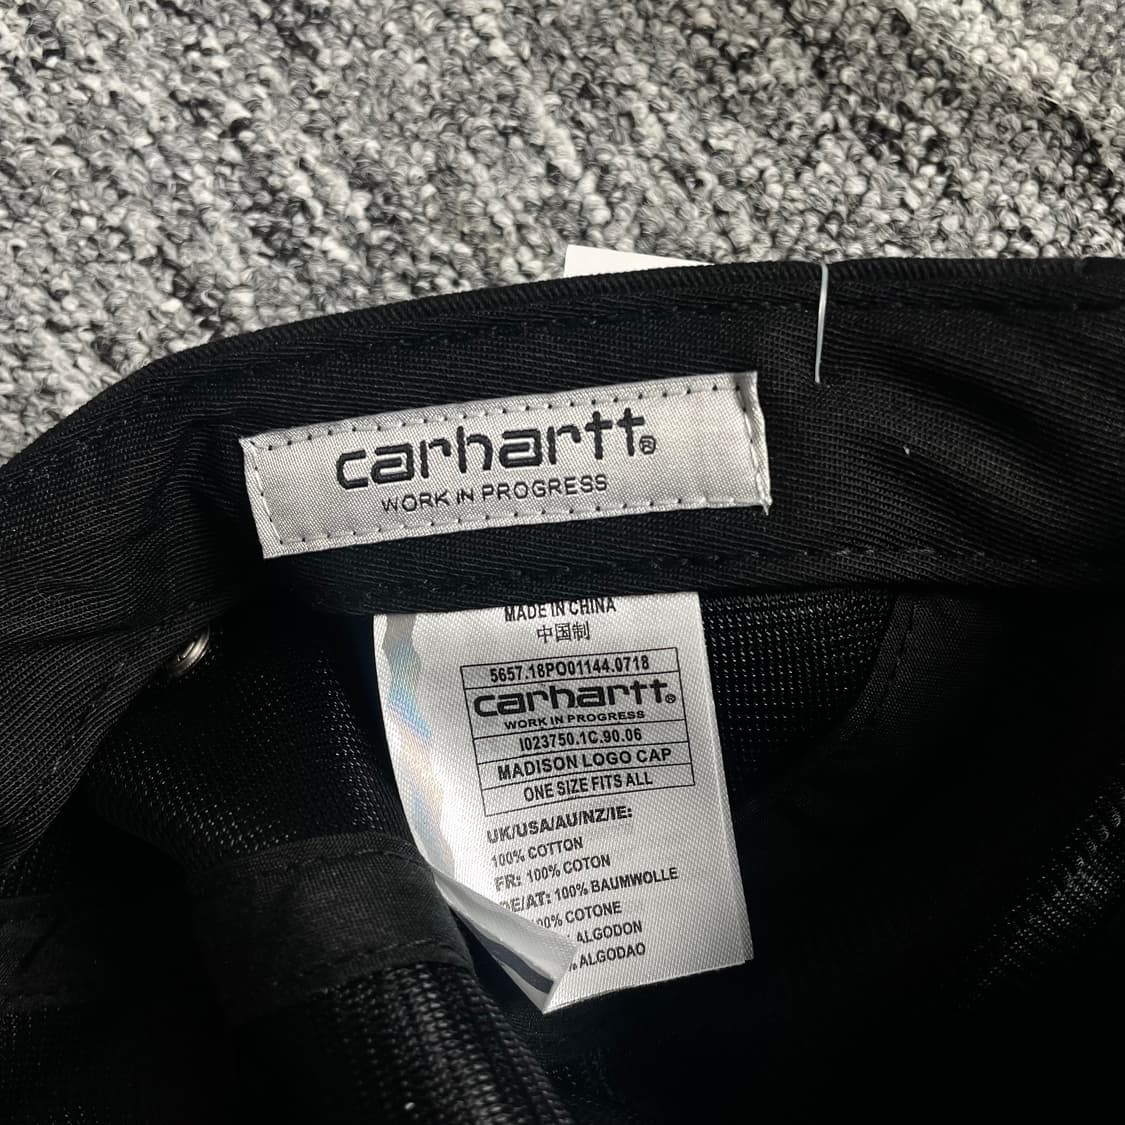 carhartt®
WORK IN PROGRESS
MADE IN CHINA
中国制
5657.18PO01144.0718
carhartt®
WORK IN PROGRESS
I023750.1C.90.06
MADISON LOGO CAP
ONE SIZE FITS ALL
UK/USA/AU/NZ/IE:
100% COTTON
FR: 100% COTON
DE/AT: 100% BAUMWOLLE
00% COTONE
ALGODON
% ALGODAO